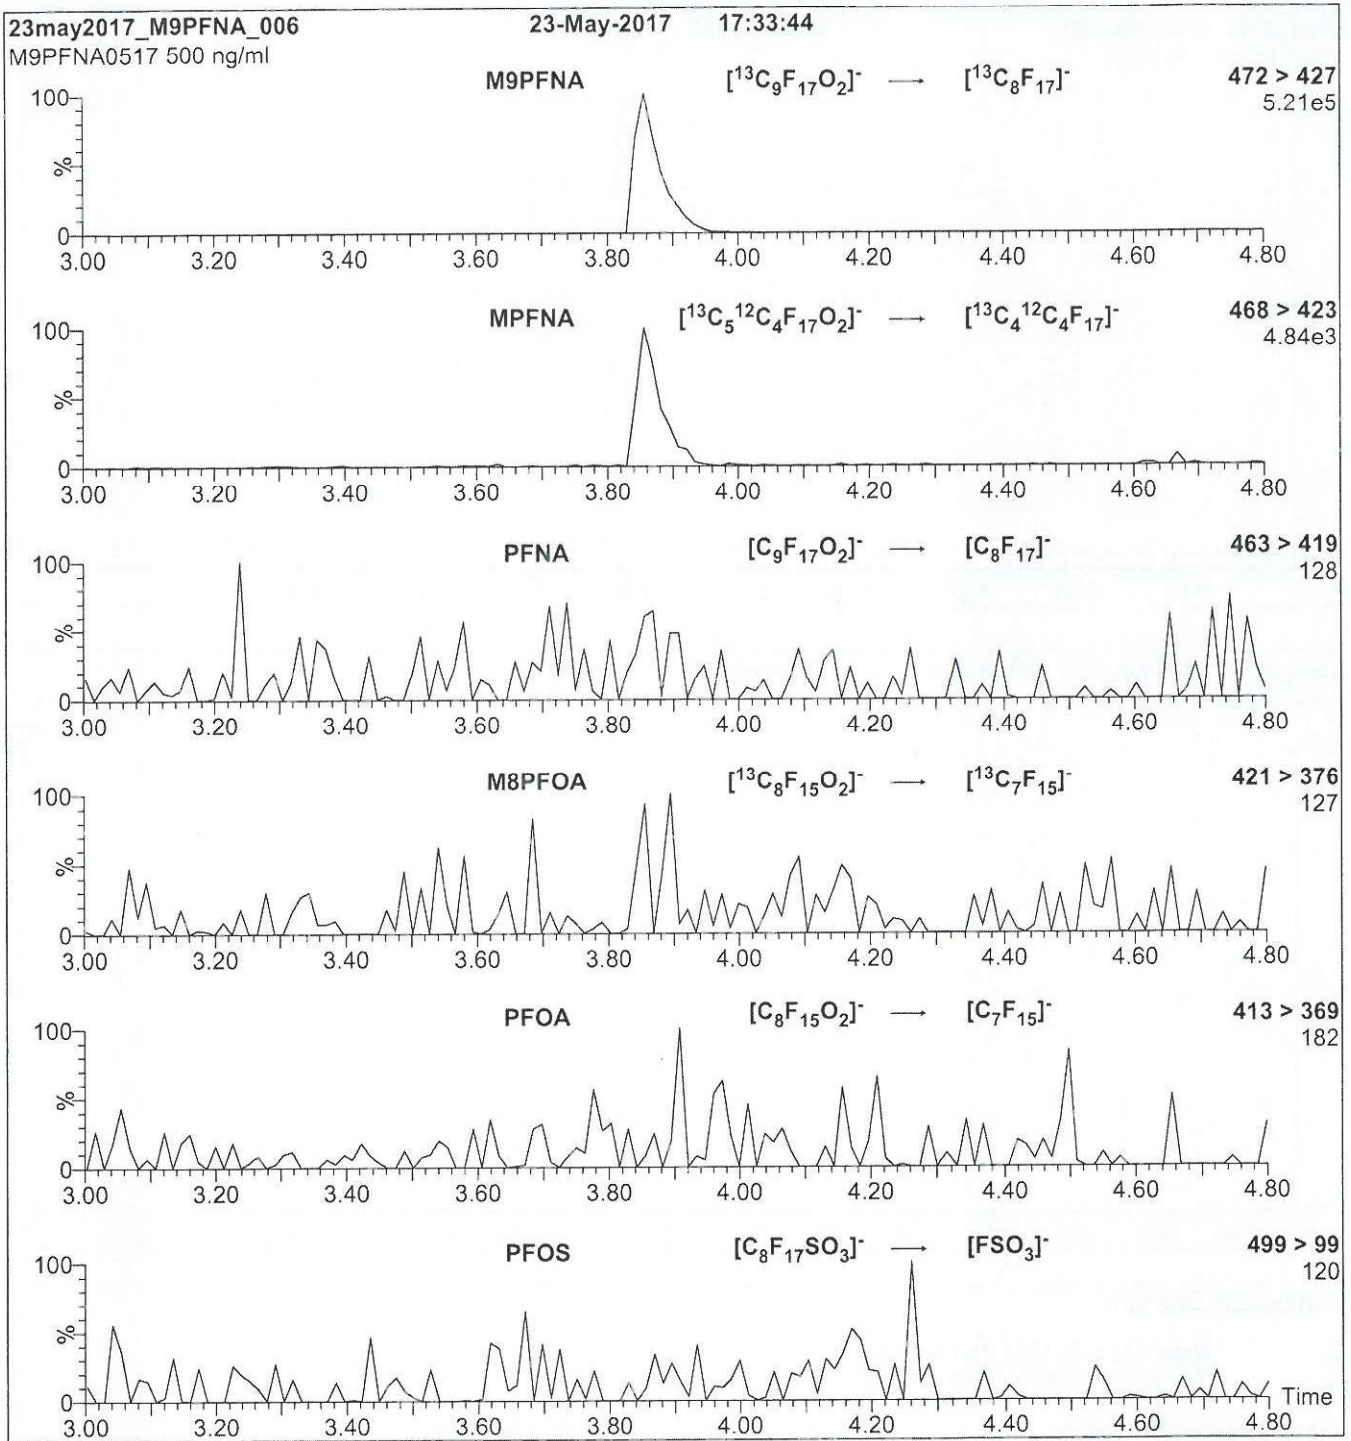 23may2017_M9PFNA_006 23-May-2017 17:33:44
M9PFNA0517 500 ng/ml
M9PFNA [¹³C₉F₁₇O₂]⁻ → [¹³C₈F₁₇]⁻ 472 > 427
5.21e5
100
%
0
3.00 3.20 3.40 3.60 3.80 4.00 4.20 4.40 4.60 4.80
MPFNA [¹³C₅¹²C₄F₁₇O₂]⁻ → [¹³C₄¹²C₄F₁₇]⁻ 468 > 423
4.84e3
100
%
0
3.00 3.20 3.40 3.60 3.80 4.00 4.20 4.40 4.60 4.80
PFNA [C₉F₁₇O₂]⁻ → [C₈F₁₇]⁻ 463 > 419
128
100
%
0
3.00 3.20 3.40 3.60 3.80 4.00 4.20 4.40 4.60 4.80
M8PFOA [¹³C₈F₁₅O₂]⁻ → [¹³C₇F₁₅]⁻ 421 > 376
127
100
%
0
3.00 3.20 3.40 3.60 3.80 4.00 4.20 4.40 4.60 4.80
PFOA [C₈F₁₅O₂]⁻ → [C₇F₁₅]⁻ 413 > 369
182
100
%
0
3.00 3.20 3.40 3.60 3.80 4.00 4.20 4.40 4.60 4.80
PFOS [C₈F₁₇SO₃]⁻ → [FSO₃]⁻ 499 > 99
120
100
%
0 Time
3.00 3.20 3.40 3.60 3.80 4.00 4.20 4.40 4.60 4.80